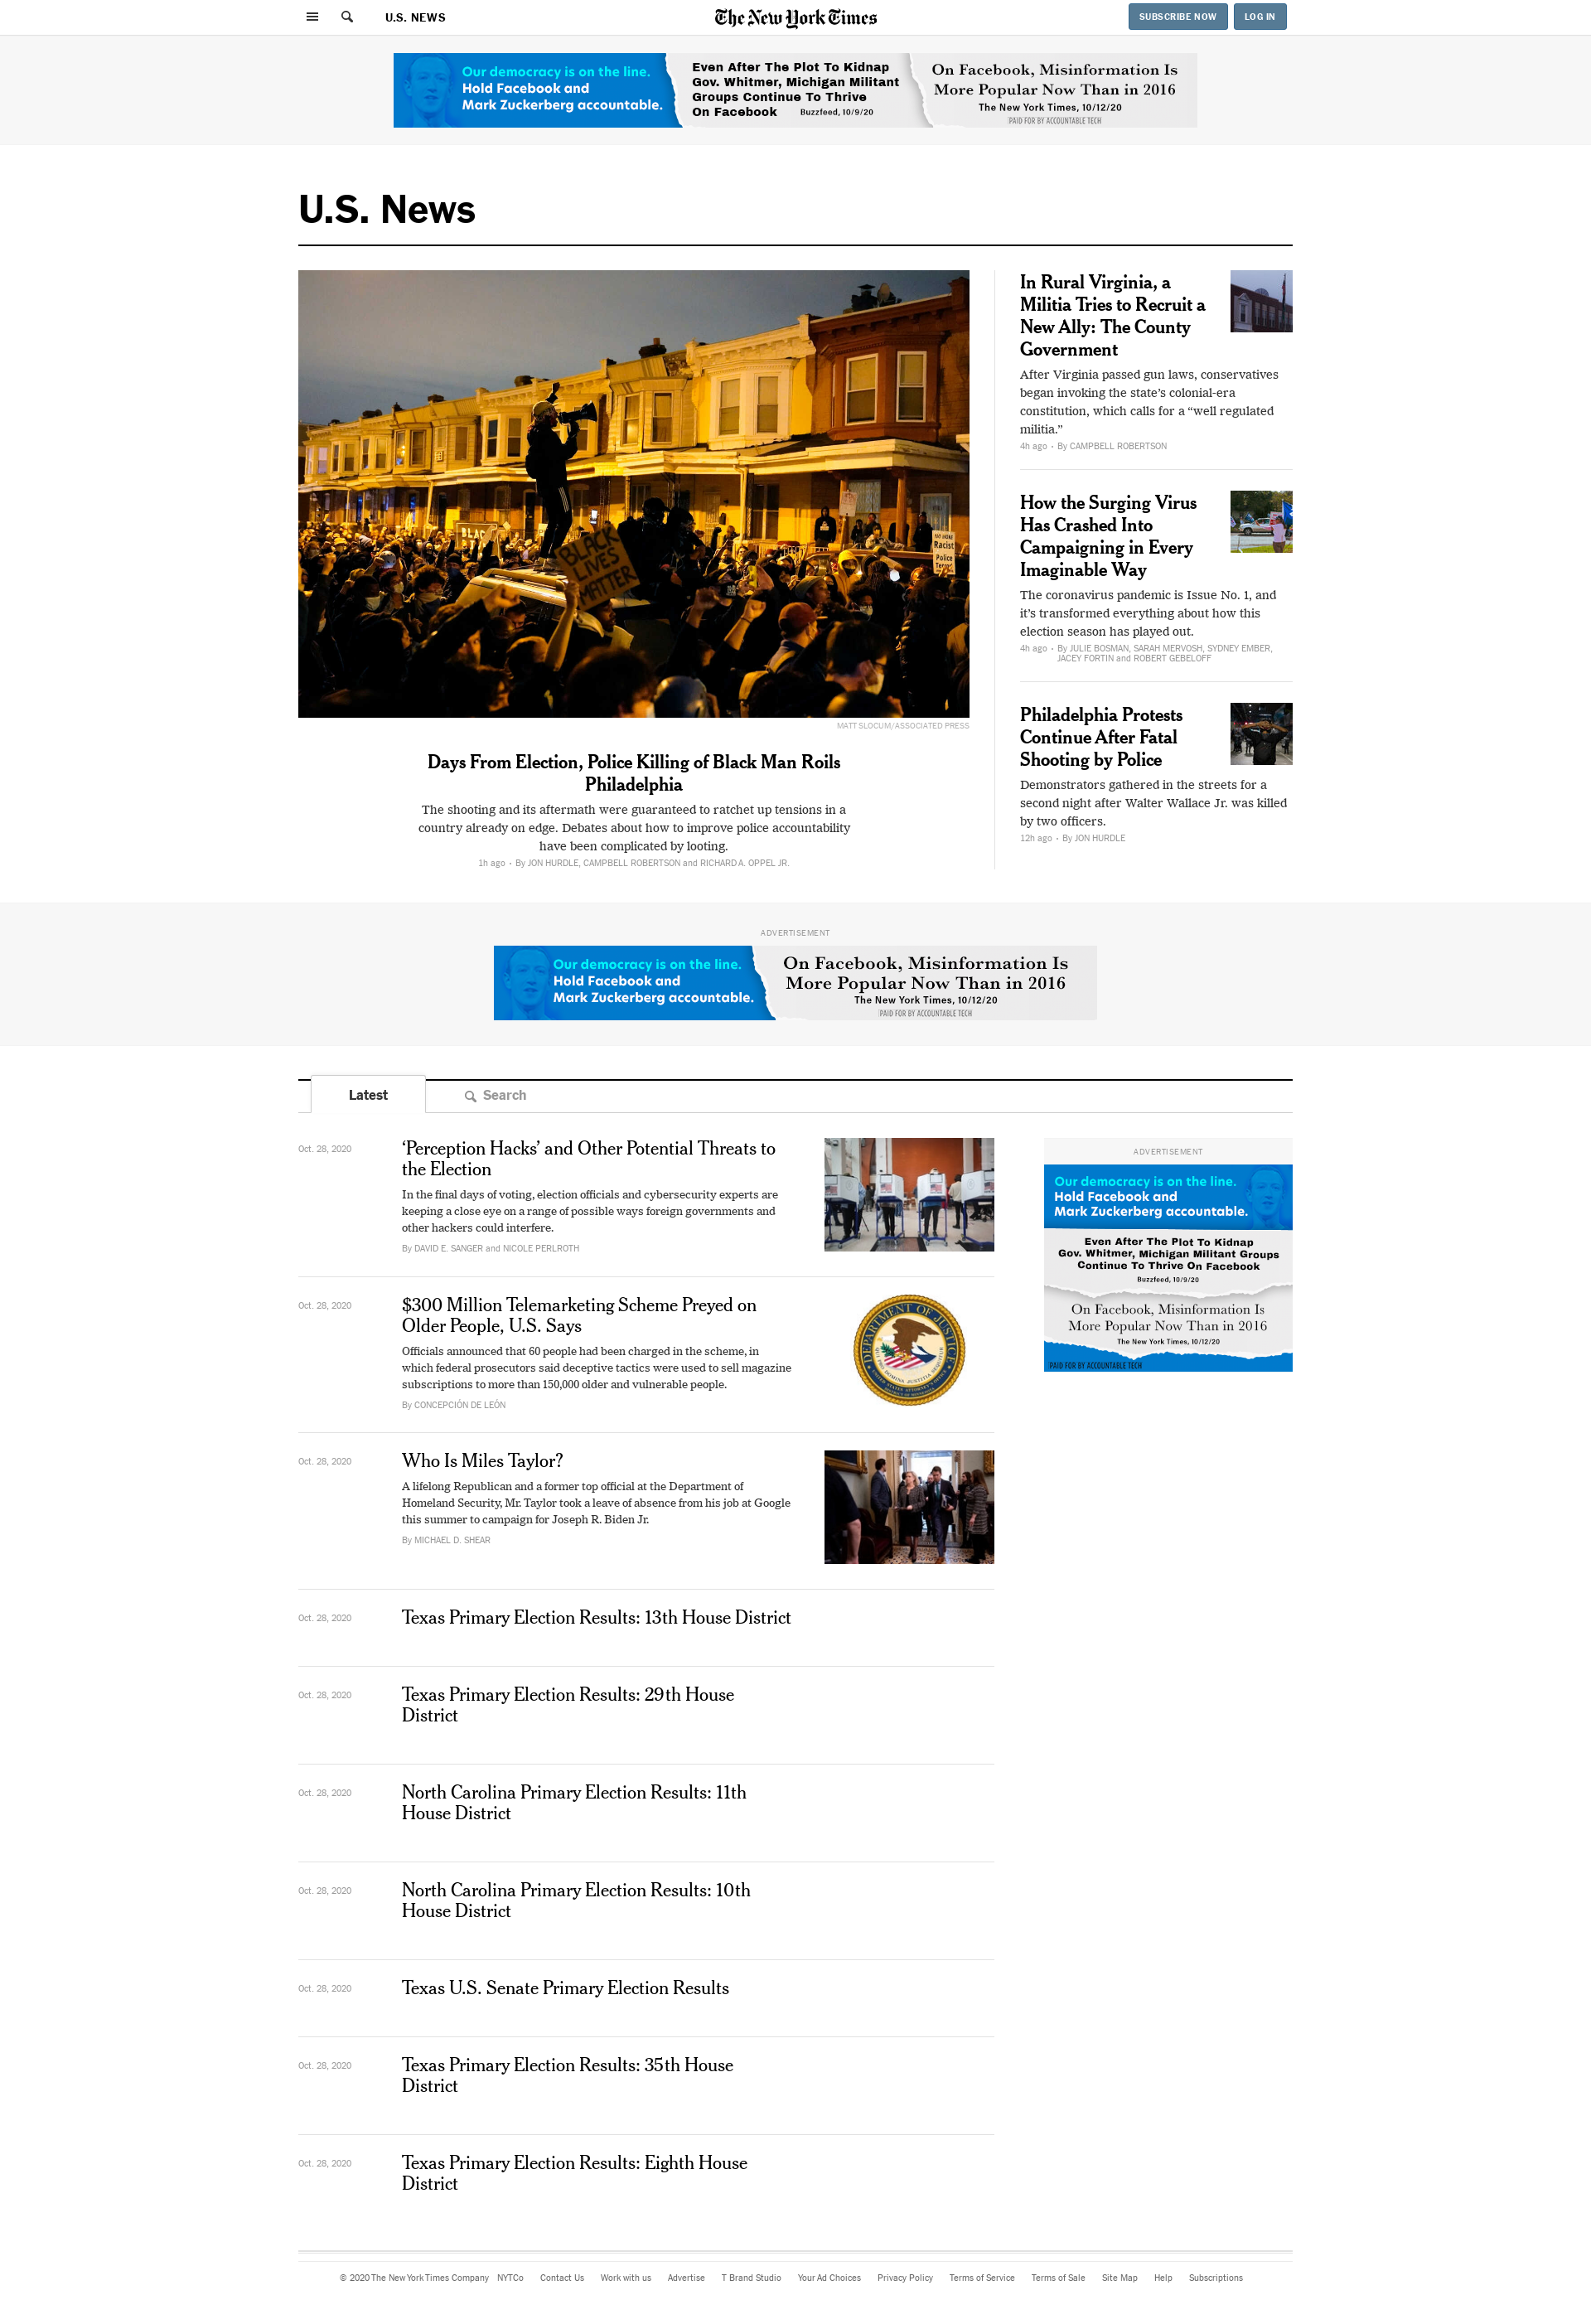 U.S. NEWS
The New York Times
SUBSCRIBE NOW
LOG IN
Our democracy is on the line.
Hold Facebook and
Mark Zuckerberg accountable.
Even After The Plot To Kidnap
Gov. Whitmer, Michigan Militant
Groups Continue To Thrive
On Facebook Buzzfeed, 10/9/20
On Facebook, Misinformation Is
More Popular Now Than in 2016
The New York Times, 10/12/20
PAID FOR BY ACCOUNTABLE TECH
U.S. News
BLACK
BLACK
LIVES
MATTER
Racist
Police
MATT SLOCUM/ASSOCIATED PRESS
Days From Election, Police Killing of Black Man Roils
Philadelphia
The shooting and its aftermath were guaranteed to ratchet up tensions in a
country already on edge. Debates about how to improve police accountability
have been complicated by looting.
1h ago • By JON HURDLE, CAMPBELL ROBERTSON and RICHARD A. OPPEL JR.
In Rural Virginia, a
Militia Tries to Recruit a
New Ally: The County
Government
After Virginia passed gun laws, conservatives
began invoking the state’s colonial-era
constitution, which calls for a “well regulated
militia.”
4h ago • By CAMPBELL ROBERTSON
How the Surging Virus
Has Crashed Into
Campaigning in Every
Imaginable Way
The coronavirus pandemic is Issue No. 1, and
it’s transformed everything about how this
election season has played out.
4h ago • By JULIE BOSMAN, SARAH MERVOSH, SYDNEY EMBER,
JACEY FORTIN and ROBERT GEBELOFF
Philadelphia Protests
Continue After Fatal
Shooting by Police
Demonstrators gathered in the streets for a
second night after Walter Wallace Jr. was killed
by two officers.
12h ago • By JON HURDLE
ADVERTISEMENT
Our democracy is on the line.
Hold Facebook and
Mark Zuckerberg accountable.
On Facebook, Misinformation Is
More Popular Now Than in 2016
The New York Times, 10/12/20
PAID FOR BY ACCOUNTABLE TECH
Latest
Search
Oct. 28, 2020
‘Perception Hacks’ and Other Potential Threats to
the Election
In the final days of voting, election officials and cybersecurity experts are
keeping a close eye on a range of possible ways foreign governments and
other hackers could interfere.
By DAVID E. SANGER and NICOLE PERLROTH
ADVERTISEMENT
Our democracy is on the line.
Hold Facebook and
Mark Zuckerberg accountable.
Even After The Plot To Kidnap
Gov. Whitmer, Michigan Militant Groups
Continue To Thrive On Facebook
Buzzfeed, 10/9/20
On Facebook, Misinformation Is
More Popular Now Than in 2016
The New York Times, 10/12/20
PAID FOR BY ACCOUNTABLE TECH
Oct. 28, 2020
$300 Million Telemarketing Scheme Preyed on
Older People, U.S. Says
Officials announced that 60 people had been charged in the scheme, in
which federal prosecutors said deceptive tactics were used to sell magazine
subscriptions to more than 150,000 older and vulnerable people.
By CONCEPCIÓN DE LEÓN
DEPARTMENT OF JUSTICE
Oct. 28, 2020
Who Is Miles Taylor?
A lifelong Republican and a former top official at the Department of
Homeland Security, Mr. Taylor took a leave of absence from his job at Google
this summer to campaign for Joseph R. Biden Jr.
By MICHAEL D. SHEAR
Oct. 28, 2020
Texas Primary Election Results: 13th House District
Oct. 28, 2020
Texas Primary Election Results: 29th House
District
Oct. 28, 2020
North Carolina Primary Election Results: 11th
House District
Oct. 28, 2020
North Carolina Primary Election Results: 10th
House District
Oct. 28, 2020
Texas U.S. Senate Primary Election Results
Oct. 28, 2020
Texas Primary Election Results: 35th House
District
Oct. 28, 2020
Texas Primary Election Results: Eighth House
District
© 2020 The New York Times Company NYTCo Contact Us Work with us Advertise T Brand Studio Your Ad Choices Privacy Policy Terms of Service Terms of Sale Site Map Help Subscriptions